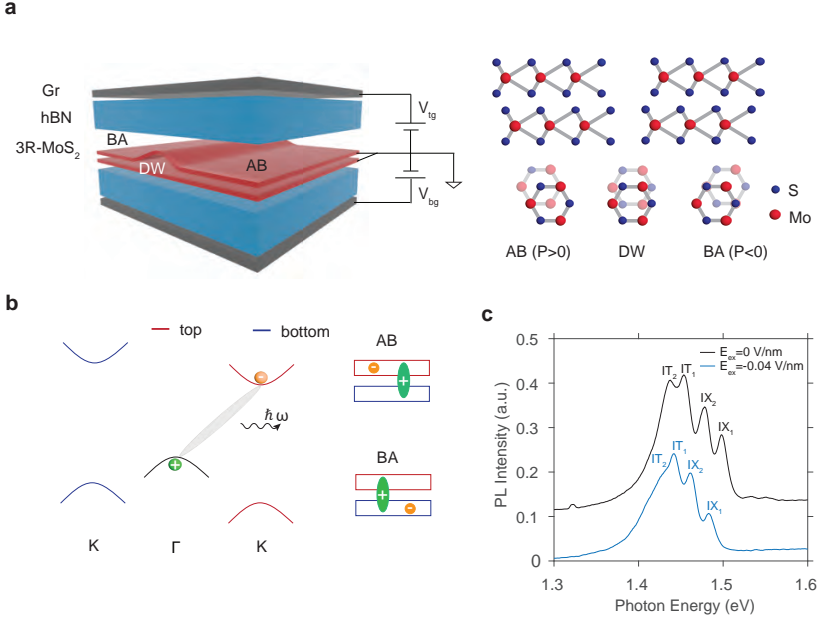 a
Gr
hBN
3R-MoS2
BA
DW
AB
Vtg
Vbg
S
Mo
AB (P>0)
DW
BA (P<0)
b
top
bottom
ℏω
K
Γ
K
AB
BA
c
PL Intensity (a.u.)
0.5
0.4
0.3
0.2
0.1
0
Eex=0 V/nm
Eex=-0.04 V/nm
IT2
IT1
IX2
IX1
IT2
IT1
IX2
IX1
1.3
1.4
1.5
1.6
Photon Energy (eV)